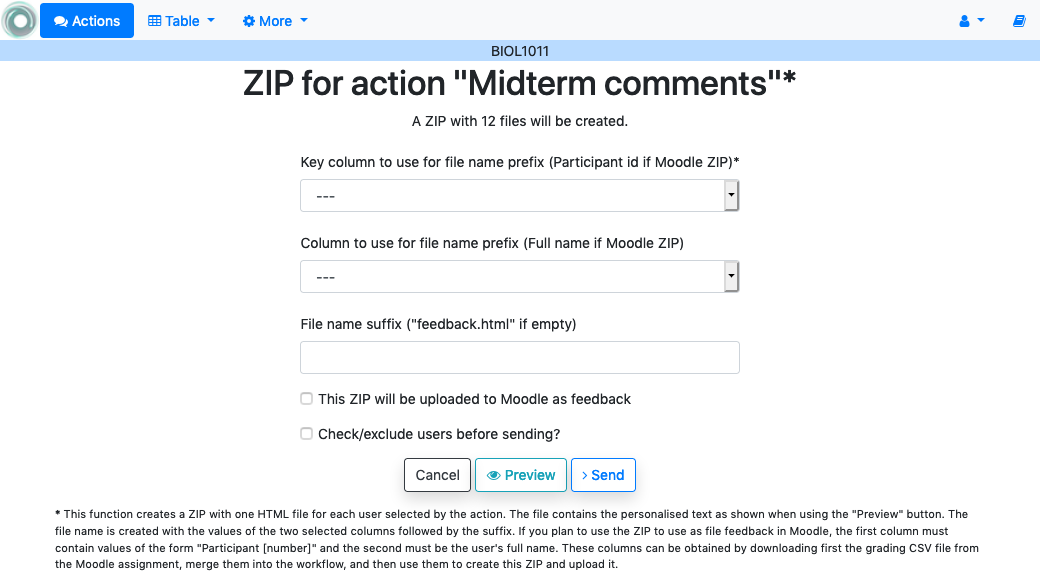 Actions Table More
BIOL1011
ZIP for action "Midterm comments"*
A ZIP with 12 files will be created.
Key column to use for file name prefix (Participant id if Moodle ZIP)*
---
Column to use for file name prefix (Full name if Moodle ZIP)
---
File name suffix ("feedback.html" if empty)
This ZIP will be uploaded to Moodle as feedback
Check/exclude users before sending?
Cancel Preview Send
* This function creates a ZIP with one HTML file for each user selected by the action. The file contains the personalised text as shown when using the "Preview" button. The
file name is created with the values of the two selected columns followed by the suffix. If you plan to use the ZIP to use as file feedback in Moodle, the first column must
contain values of the form "Participant [number]" and the second must be the user's full name. These columns can be obtained by downloading first the grading CSV file from
the Moodle assignment, merge them into the workflow, and then use them to create this ZIP and upload it.